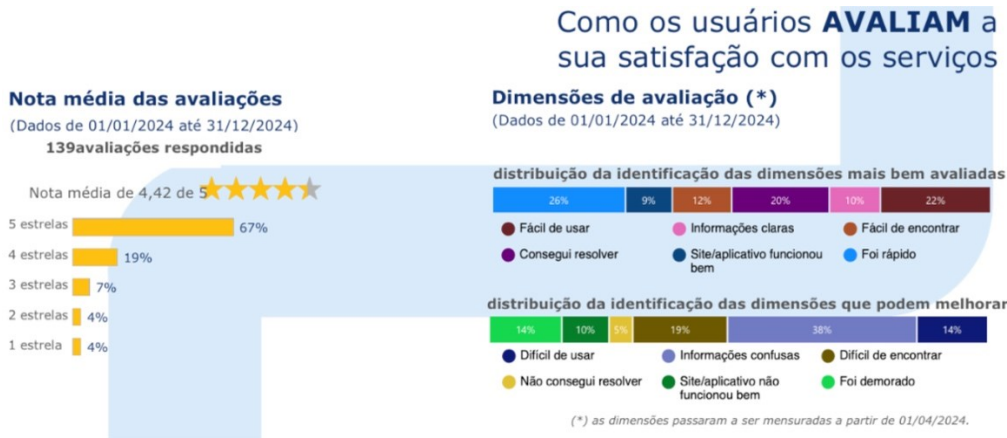 Como os usuários AVALIAM a
sua satisfação com os serviços
Nota média das avaliações
(Dados de 01/01/2024 até 31/12/2024)
139avaliações respondidas
Nota média de 4,42 de 5
5 estrelas 67%
4 estrelas 19%
3 estrelas 7%
2 estrelas 4%
1 estrela 4%
Dimensões de avaliação (*)
(Dados de 01/01/2024 até 31/12/2024)
distribuição da identificação das dimensões mais bem avaliadas
26% 9% 12% 20% 10% 22%
Fácil de usar Informações claras Fácil de encontrar
Consegui resolver Site/aplicativo funcionou Foi rápido
bem
distribuição da identificação das dimensões que podem melhorar
14% 10% 5% 19% 38% 14%
Difícil de usar Informações confusas Difícil de encontrar
Não consegui resolver Site/aplicativo não Foi demorado
funcionou bem
(*) as dimensões passaram a ser mensuradas a partir de 01/04/2024.